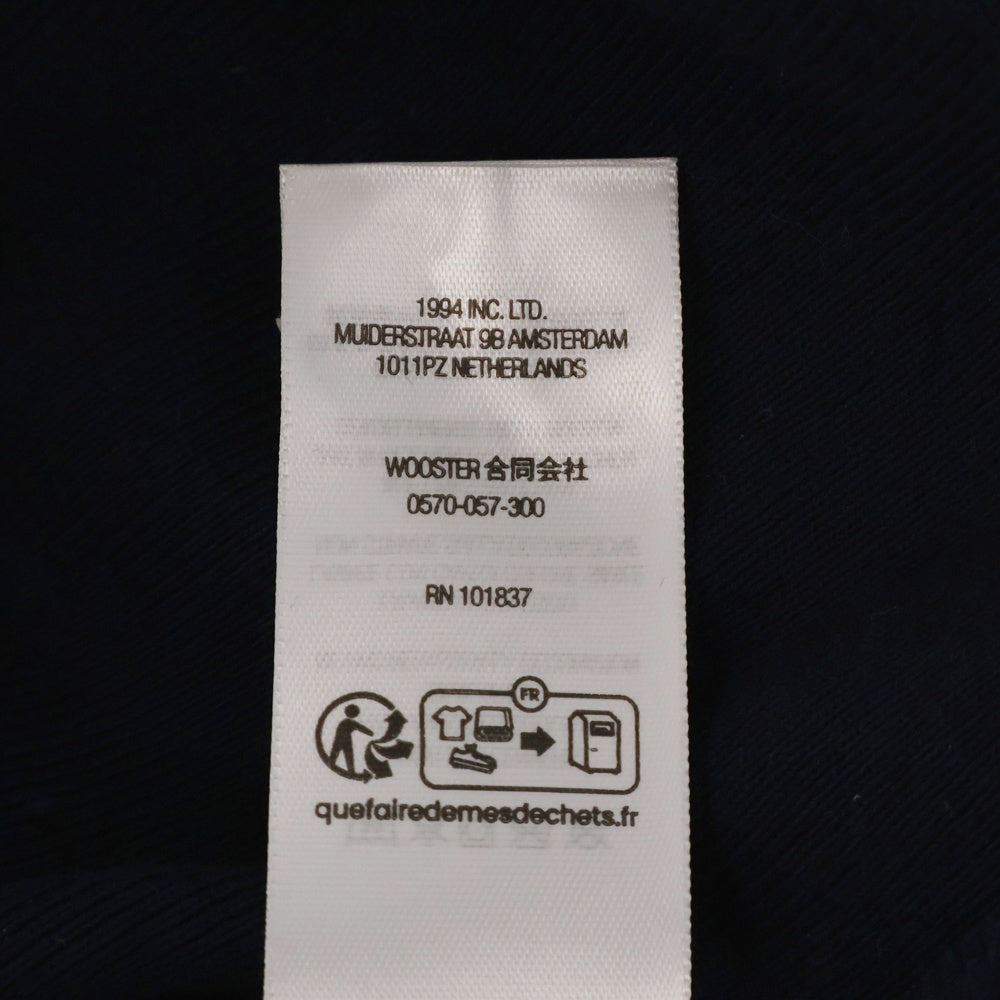 1994 INC. LTD.
MUIDERSTRAAT 9B AMSTERDAM
1011PZ NETHERLANDS
WOOSTER 合同会社
0570-057-300
RN 101837
FR
quefairedemesdechets.fr